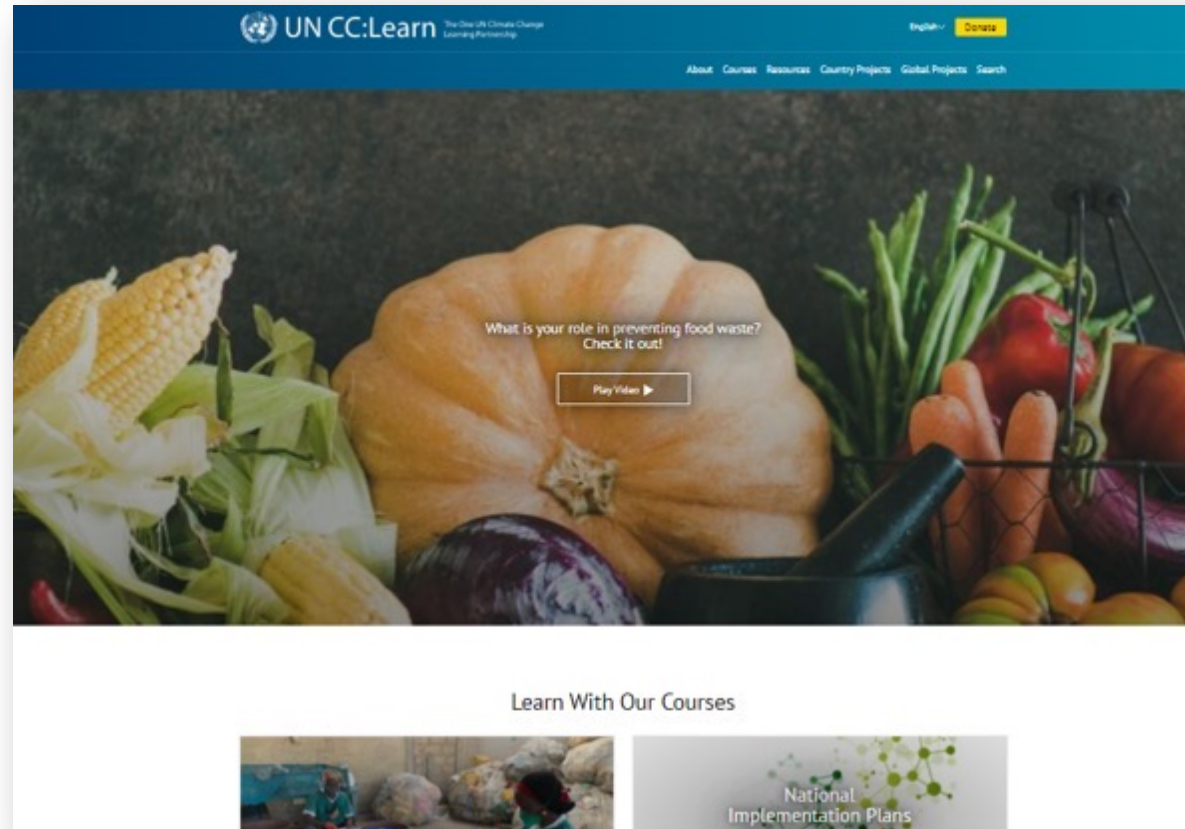 UN CC:Learn
The One UN Climate Change
Learning Partnership
English
Donate
About Courses Resources Country Projects Global Projects Search
What is your role in preventing food waste?
Check it out!
Play Video
Learn With Our Courses
National
Implementation Plans